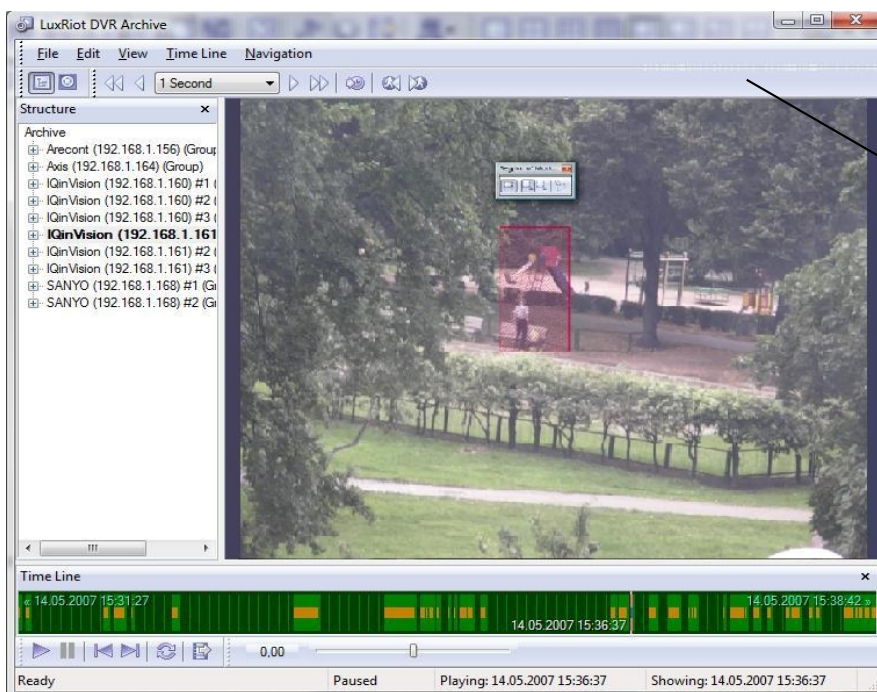 LuxRiot DVR Archive
File Edit View Time Line Navigation
1 Second
Structure x
Archive
Arecont (192.168.1.156) (Group
Axis (192.168.1.164) (Group)
IQinVision (192.168.1.160) #1 (
IQinVision (192.168.1.160) #2 (
IQinVision (192.168.1.160) #3 (
IQinVision (192.168.1.161
IQinVision (192.168.1.161) #2 (
IQinVision (192.168.1.161) #3 (
SANYO (192.168.1.168) #1 (Gr
SANYO (192.168.1.168) #2 (Gr
Time Line x
« 14.05.2007 15:31:27 14.05.2007 15:38:42 »
14.05.2007 15:36:37
0,00
Ready Paused Playing: 14.05.2007 15:36:37 Showing: 14.05.2007 15:36:37